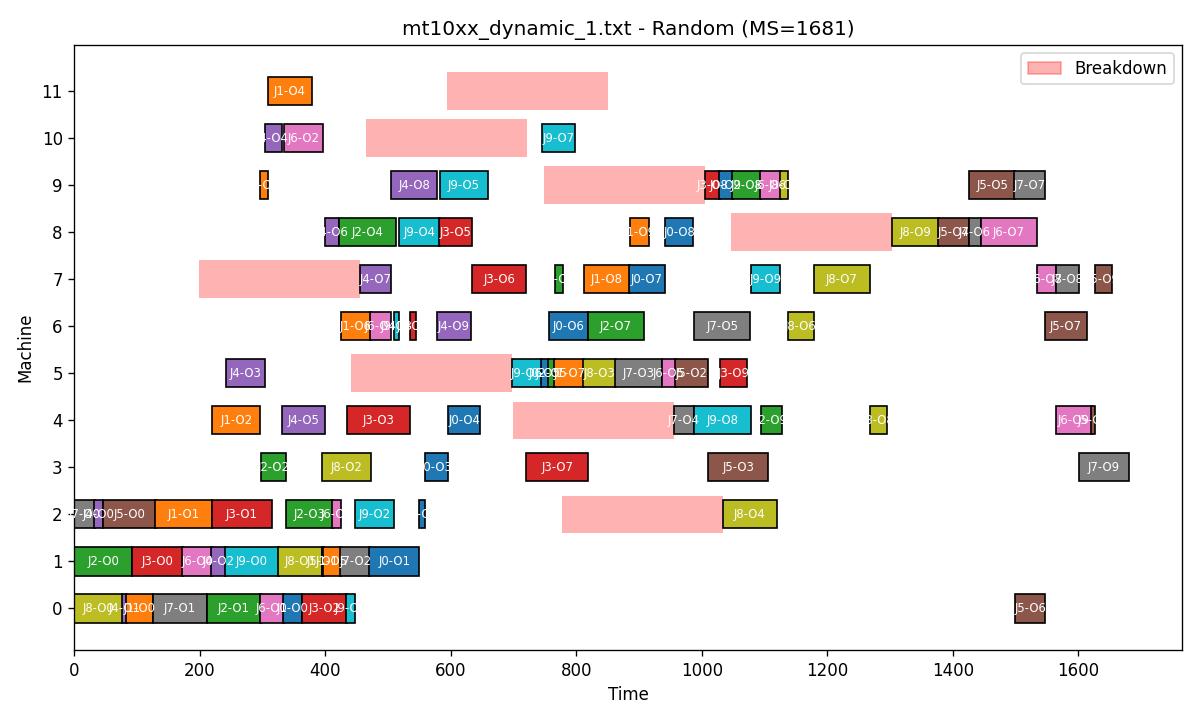 mt10xx_dynamic_1.txt - Random (MS=1681)
Breakdown
11 J1-O4
10 J6-O2 J9-O7
9 J4-O8 J9-O5 J5-O5 J7-O7
8 J2-O4 J9-O4 J3-O5 J0-O8 J8-O9 J6-O7
7 J4-O7 J3-O6 J1-O8 J0-O7 J9-O9 J8-O7
6 J4-O9 J0-O6 J2-O7 J7-O5 J5-O7
5 J4-O3 J8-O3 J7-O3 J5-O2 J3-O9
4 J1-O2 J4-O5 J3-O3 J0-O4 J7-O4 J9-O8
3 J8-O2 J3-O7 J5-O3 J7-O9
2 J5-O0 J1-O1 J3-O1 J2-O3 J9-O2 J8-O4
1 J2-O0 J3-O0 J9-O0 J0-O1
0 J8-O0 J7-O1 J2-O1 J3-O2 J5-O6
0 200 400 600 800 1000 1200 1400 1600
Time
Machine